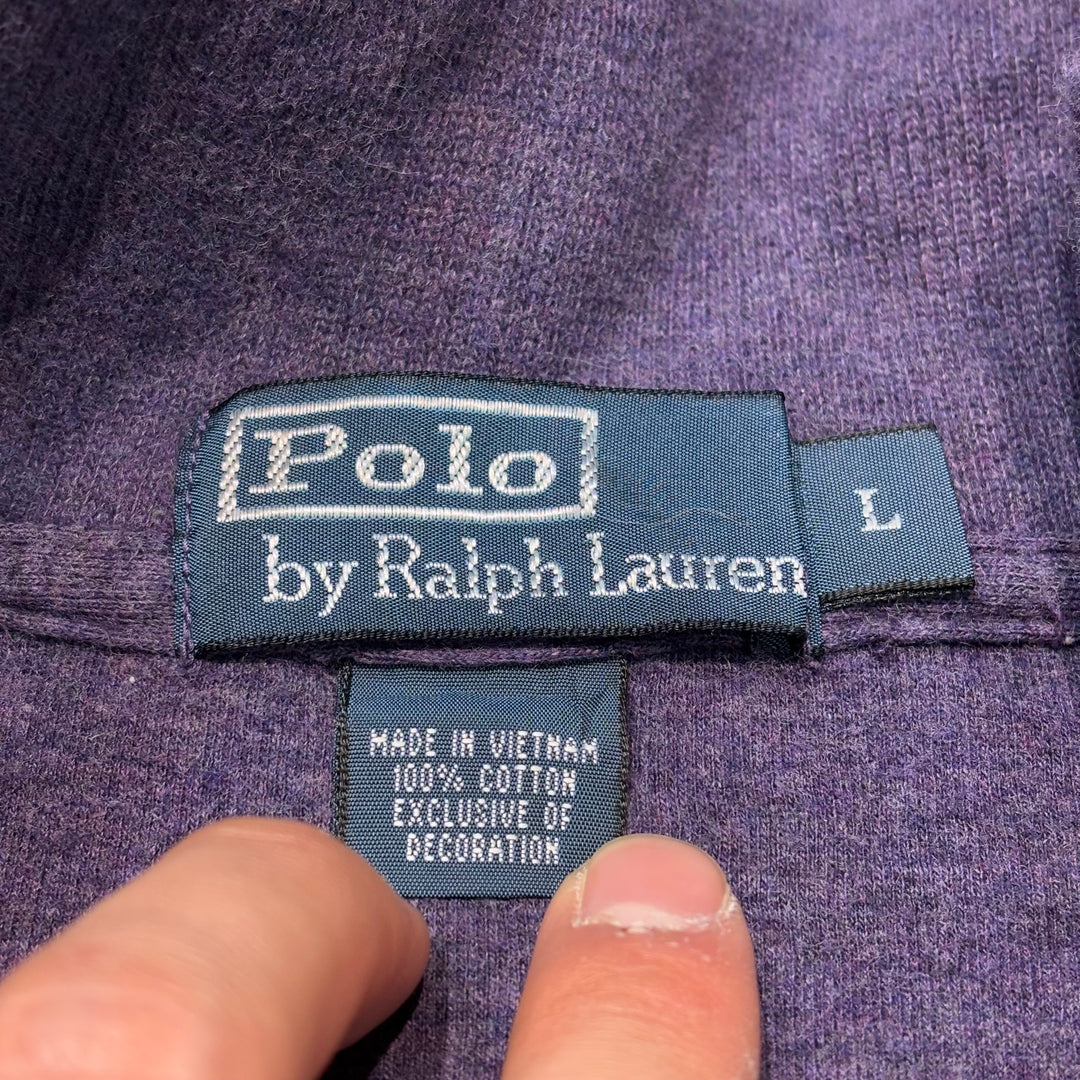 Polo
by Ralph Lauren
L
MADE IN VIETNAM
100% COTTON
EXCLUSIVE OF
DECORATION